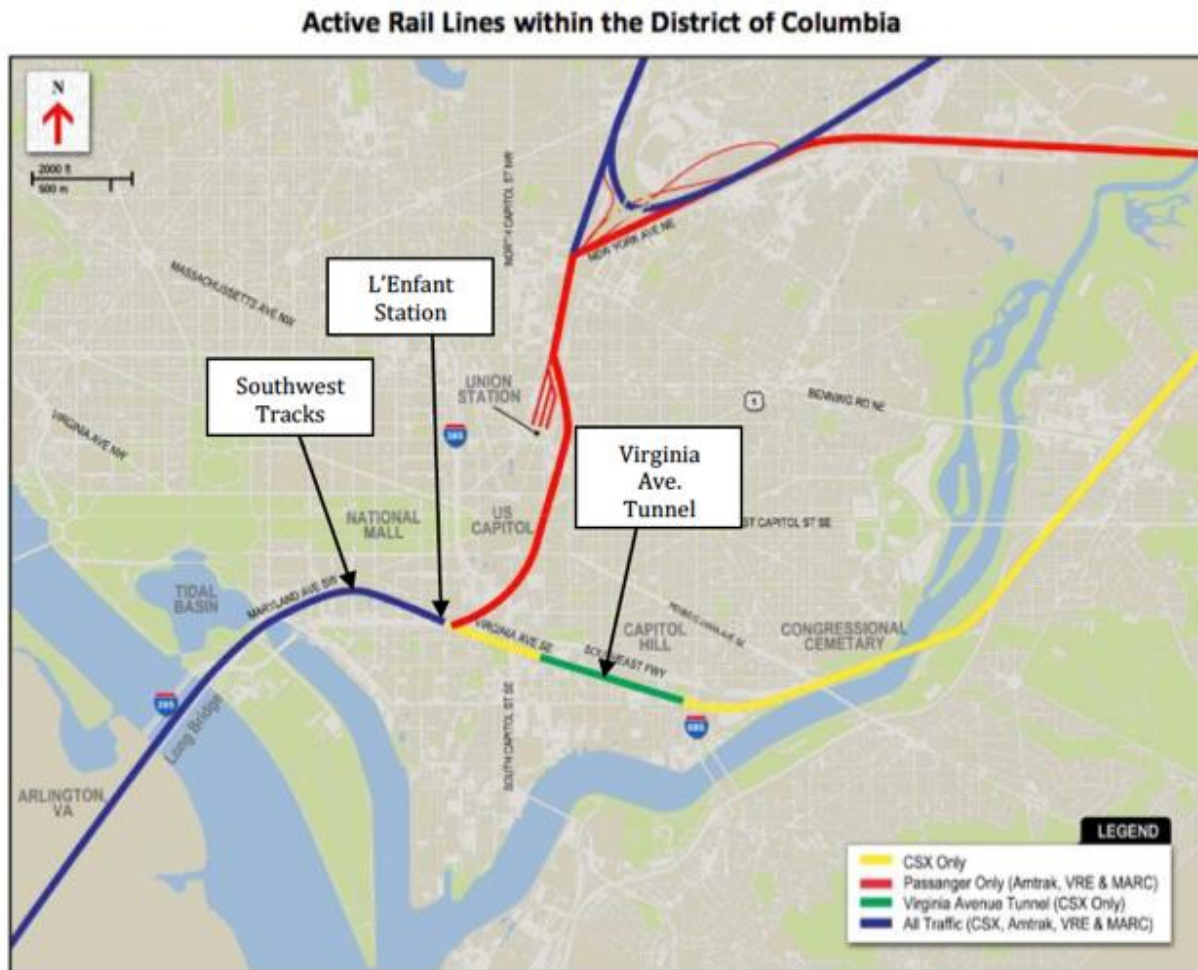 Active Rail Lines within the District of Columbia
N
2000 ft
500 m
NORTH CAPITOL ST NW
NEW YORK AVE NE
MASSACHUSETTS AVE NW
L'Enfant
Station
Southwest
Tracks
UNION
STATION
395
1
BENNING RD NE
VIRGINIA AVE NW
Virginia
Ave.
Tunnel
NATIONAL
MALL
US
CAPITOL
CAPITOL ST SE
TIDAL
BASIN
MARYLAND AVE SW
VIRGINIA AVE SE
SOUTHEAST FWY
CAPITOL
HILL
PENNSYLVANIA AVE SE
CONGRESSIONAL
CEMETERY
395
Long Bridge
695
SOUTH CAPITOL ST SE
ARLINGTON,
VA
LEGEND
CSX Only
Passanger Only (Amtrak, VRE & MARC)
Virginia Avenue Tunnel (CSX Only)
All Traffic (CSX, Amtrak, VRE & MARC)